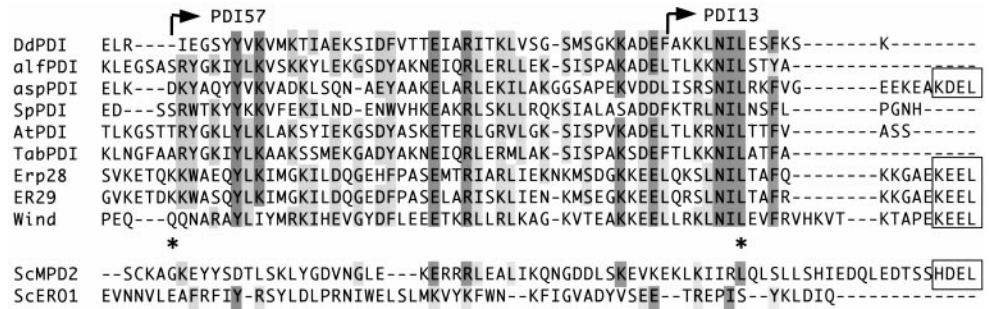 PDI57 PDI13
DdPDI ELR----IEGSYYVKVMKTIAEKSIDFVTTEIARITKLVSG-SMSGKKADEFAKKLNILESFKS-------K-------
alfPDI KLEGSASRYGKIYLKVSKKYLEKGSDYAKNEIQRLERLLEK-SISPAKADELTLKKNILSTYA----------------
aspPDI ELK---DKYAQYYVKVADKLSQN-AEYAAKELARLEKILAKGGSAPEKVDDLISRSNILRKFVG-------EEKEAKDEL
SpPDI ED---SSRWTKYYKKVFEKILND-ENWVHKEAKRLSKLLRQKSIALASADDFKTRLNILNSFL-------PGNH------
AtPDI TLKGSTTRYGKLYLKLAKSYIEKGSDYASKETERLGRVLGK-SISPVKADELTLKRNILTTFV-------ASS------
TabPDI KLNGFAARYGKIYLKAAKSSMEKGADYAKNEIQRLERMLAK-SISPAKSDEFTLKKNILATFA----------------
Erp28 SVKETQKKWAEQYLKIMGKILDQGEHFPASEMTRIARLIEKNKMSDGKKEELQKSLNILTAFQ-------KKGAEKEEL
ER29 GVKETDKKWASQYLKIMGKILDQGEDFPASELARISKLIEN-KMSEGKKEELQRSLNILTAFR-------KKGAEKEEL
Wind PEQ---QQNARAYLIYMRKIHEVGYDFLEEETKRLLRLKAG-KVTEAKKEELLRKLNILEVFRVHKVT---KTAPEKEEL
* *
ScMPD2 --SCKAGKEYYSDTLSKLYGDVNGLE---KERRRLEALIKQNGDDLSKEVKEKLKIIRLQLSLLSHIEDQLEDTSSHDEL
ScERO1 EVNNVLEAFRFIY-RSYLDLPRNIWELSLMKVYKFWN--KFIGVADYVSEE--TREPIS-YKLDIQ-------------